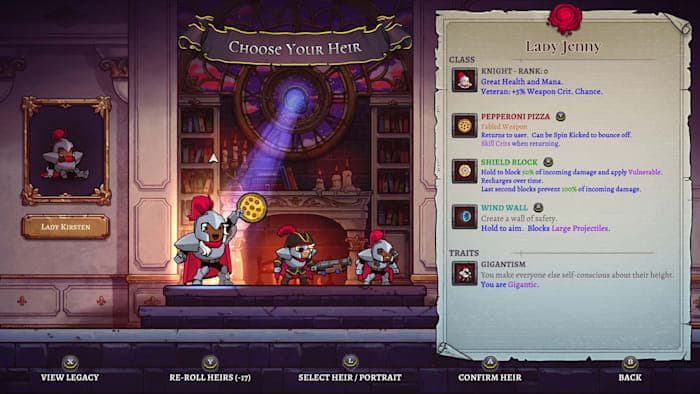 CHOOSE YOUR HEIR
LADY KIRSTEN
LADY JENNY
CLASS
KNIGHT - RANK: 0
Great Health and Mana.
Veteran: +5% Weapon Crit. Chance.
PEPPERONI PIZZA
Fabled Weapon
Returns to user. Can be Spin Kicked to bounce off.
Skill Crits when returning.
SHIELD BLOCK
Hold to block 50% of incoming damage and apply Vulnerable.
Recharges over time.
Last second blocks prevent 100% of incoming damage.
WIND WALL
Create a wall of safety.
Hold to aim. Blocks Large Projectiles.
TRAITS
GIGANTISM
You make everyone else self-conscious about their height.
You are Gigantic.
X Y L A B
VIEW LEGACY RE-ROLL HEIRS (-17) SELECT HEIR / PORTRAIT CONFIRM HEIR BACK